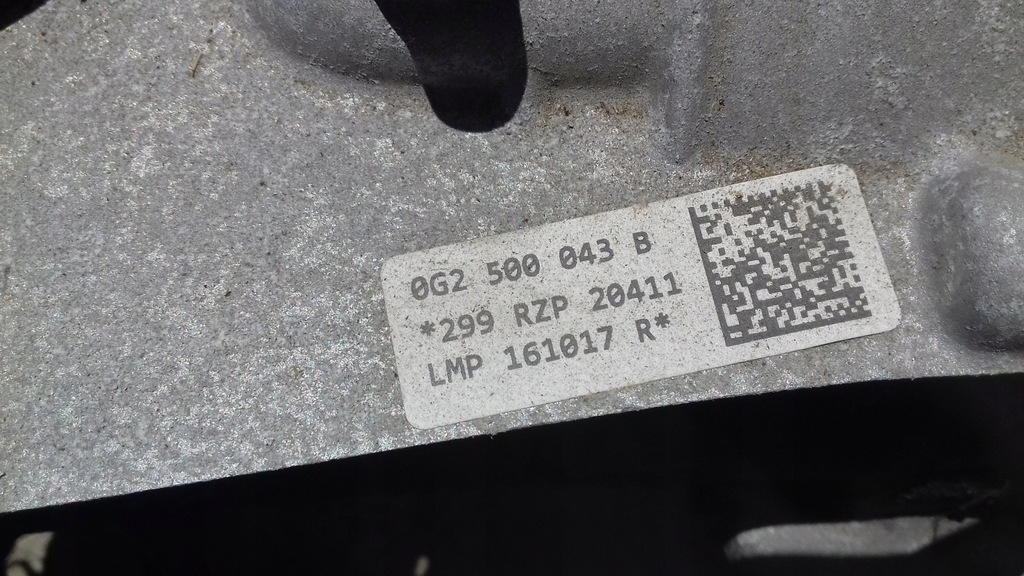 0G2 500 043 B
*299 RZP 20411
LMP 161017 R*